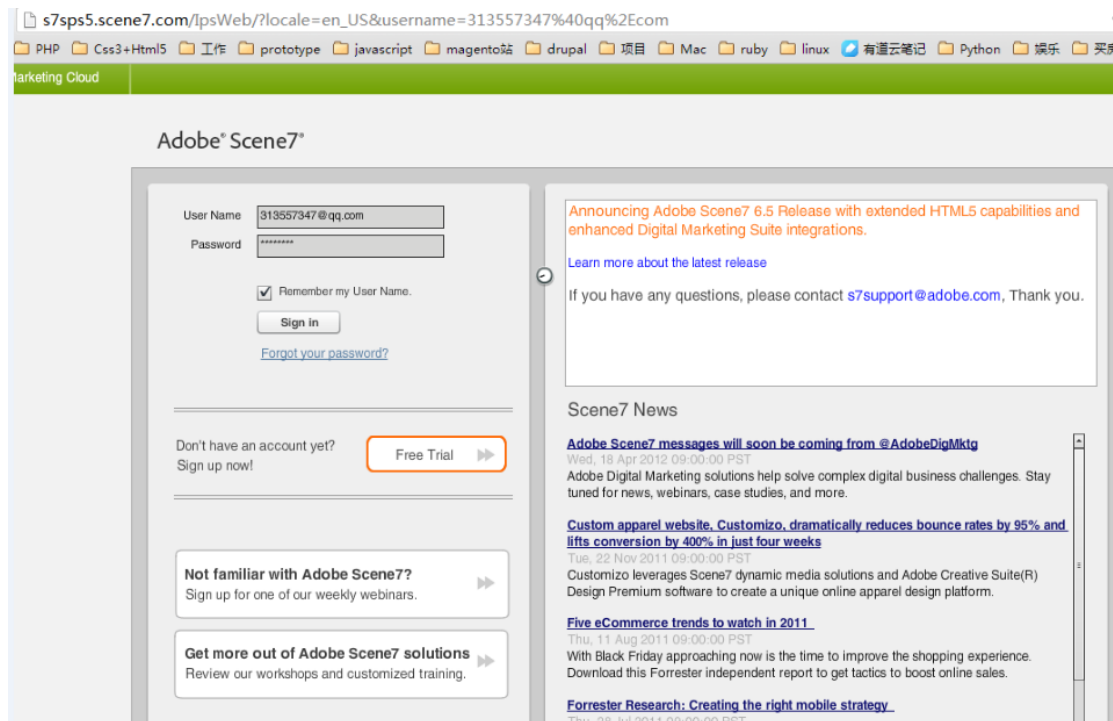 s7sps5.scene7.com/IpsWeb/?locale=en_US&username=313557347%40qq%2Ecom
PHP Css3+Html5 工作 prototype javascript magento站 drupal 项目 Mac ruby linux 有道云笔记 Python 娱乐
Marketing Cloud
Adobe® Scene7®
User Name 313557347@qq.com
Password ********
Remember my User Name.
Sign in
Forgot your password?
Don't have an account yet?
Sign up now!
Free Trial
Not familiar with Adobe Scene7?
Sign up for one of our weekly webinars.
Get more out of Adobe Scene7 solutions
Review our workshops and customized training.
Announcing Adobe Scene7 6.5 Release with extended HTML5 capabilities and
enhanced Digital Marketing Suite integrations.
Learn more about the latest release
If you have any questions, please contact s7support@adobe.com, Thank you.
Scene7 News
Adobe Scene7 messages will soon be coming from @AdobeDigMktg
Wed, 18 Apr 2012 09:00:00 PST
Adobe Digital Marketing solutions help solve complex digital business challenges. Stay
tuned for news, webinars, case studies, and more.
Custom apparel website, Customizo, dramatically reduces bounce rates by 95% and
lifts conversion by 400% in just four weeks
Tue, 22 Nov 2011 09:00:00 PST
Customizo leverages Scene7 dynamic media solutions and Adobe Creative Suite(R)
Design Premium software to create a unique online apparel design platform.
Five eCommerce trends to watch in 2011
Thu, 11 Aug 2011 09:00:00 PST
With Black Friday approaching now is the time to improve the shopping experience.
Download this Forrester independent report to get tactics to boost online sales.
Forrester Research: Creating the right mobile strategy
Thu, 28 Jul 2011 09:00:00 PST